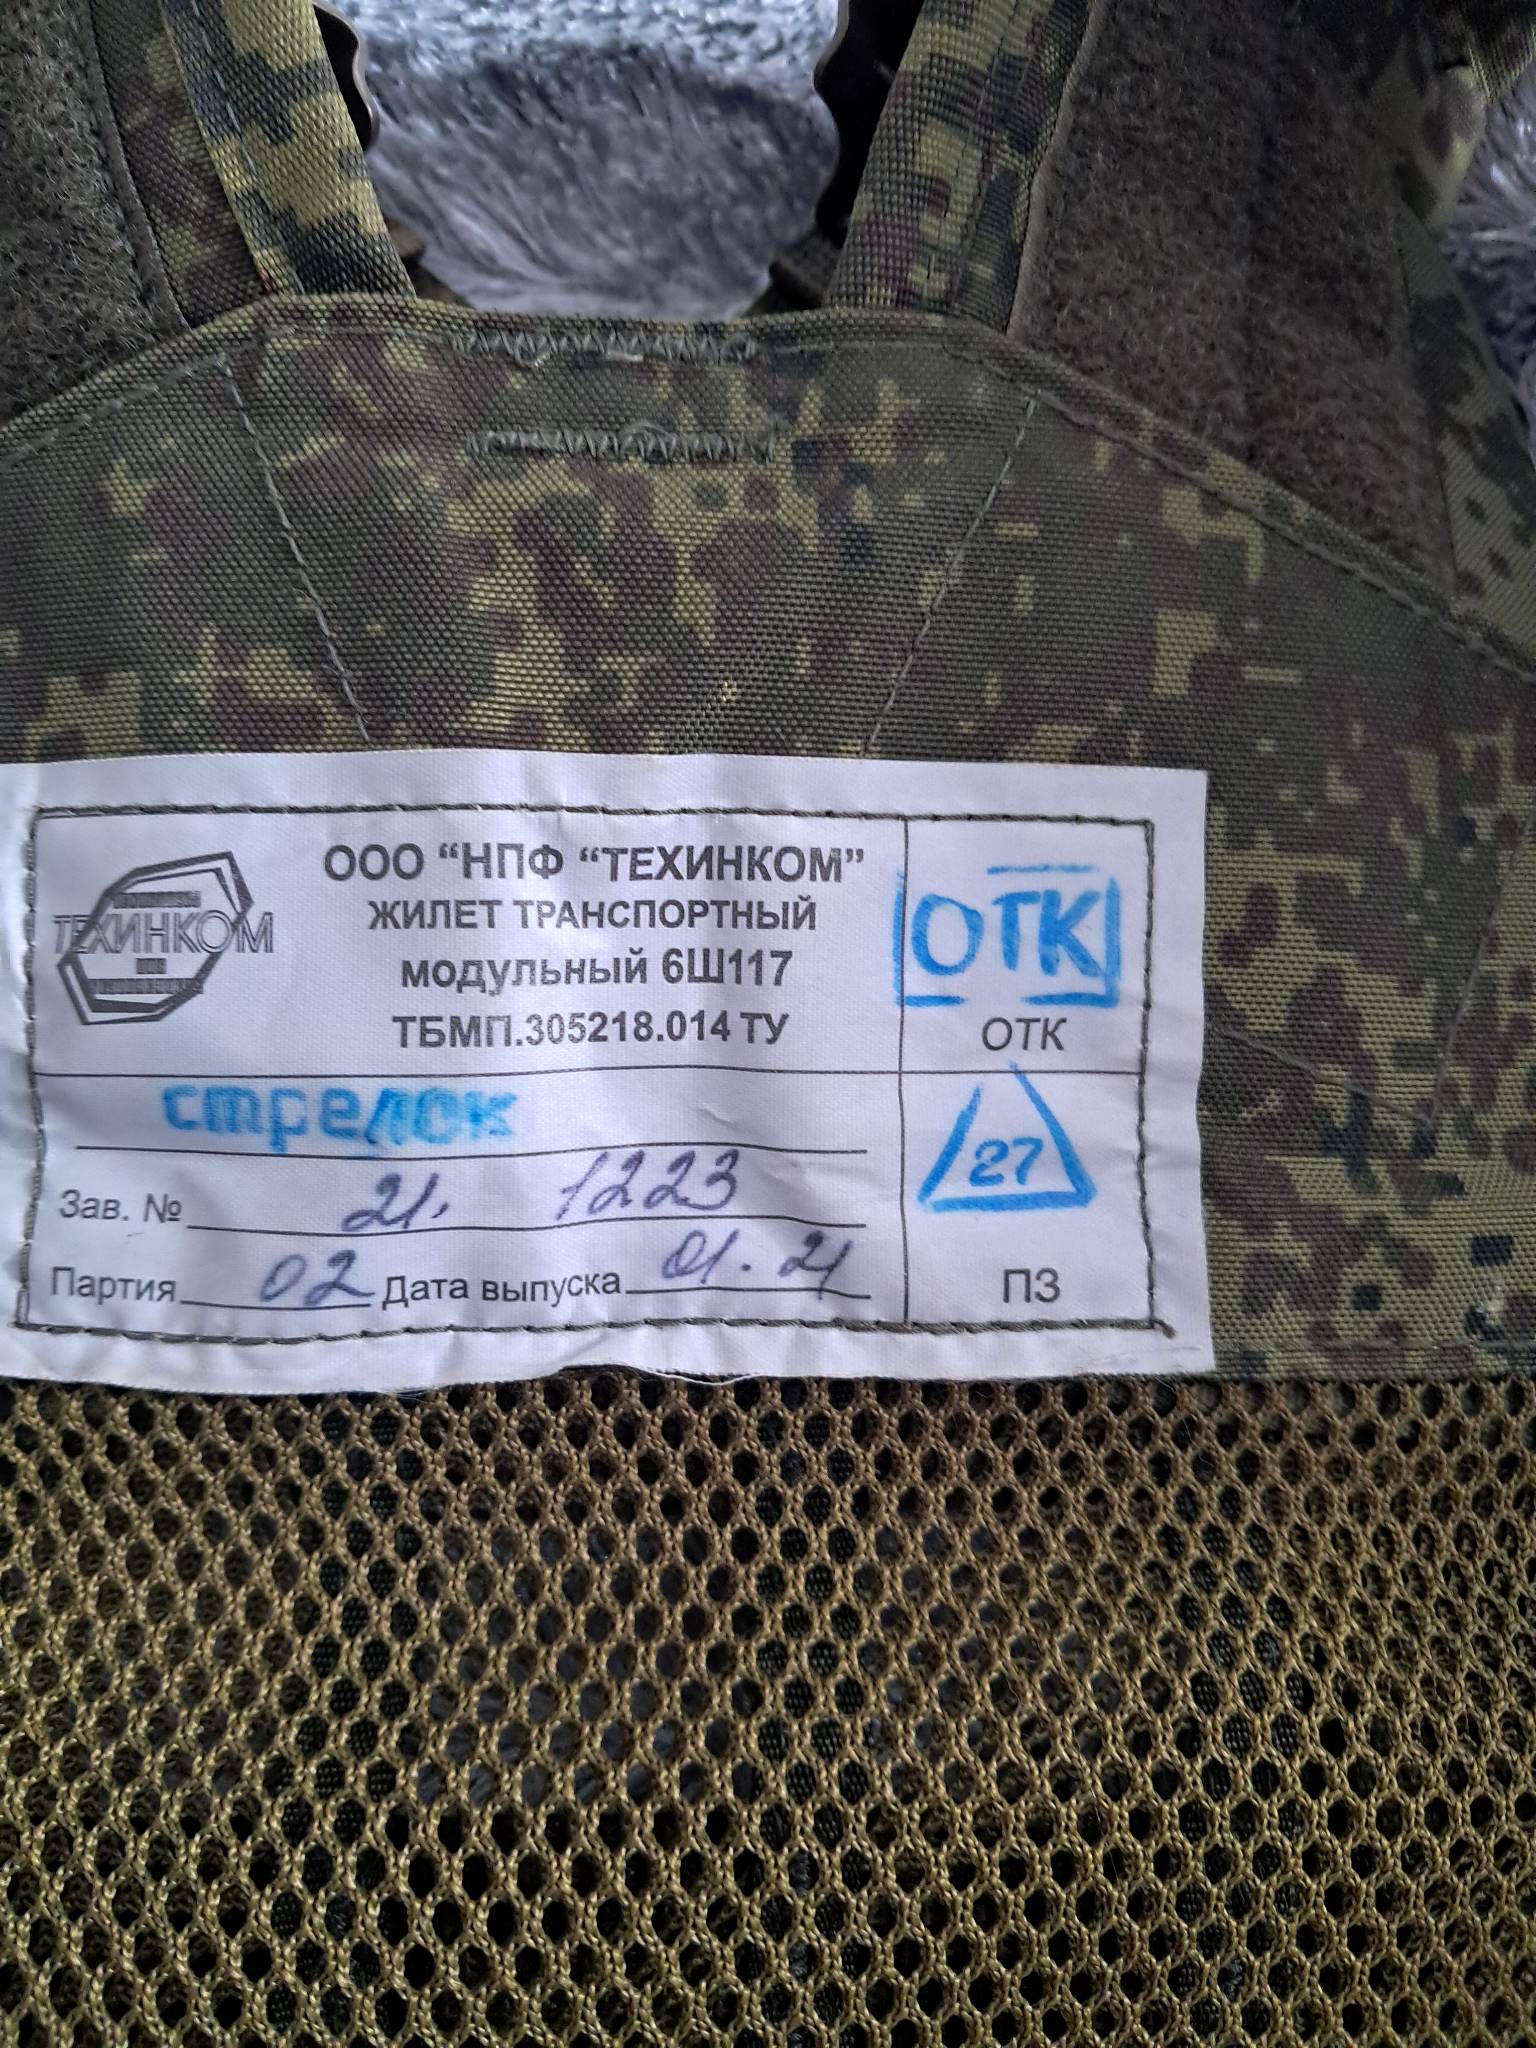 ООО “НПФ “ТЕХИНКОМ”
ЖИЛЕТ ТРАНСПОРТНЫЙ
модульный 6Ш117
ТБМП.305218.014 ТУ
ТЕХИНКОМ
ОТК
ОТК
стрелок
Зав. № 21. 1223
Партия 02 Дата выпуска 01.21
27
ПЗ